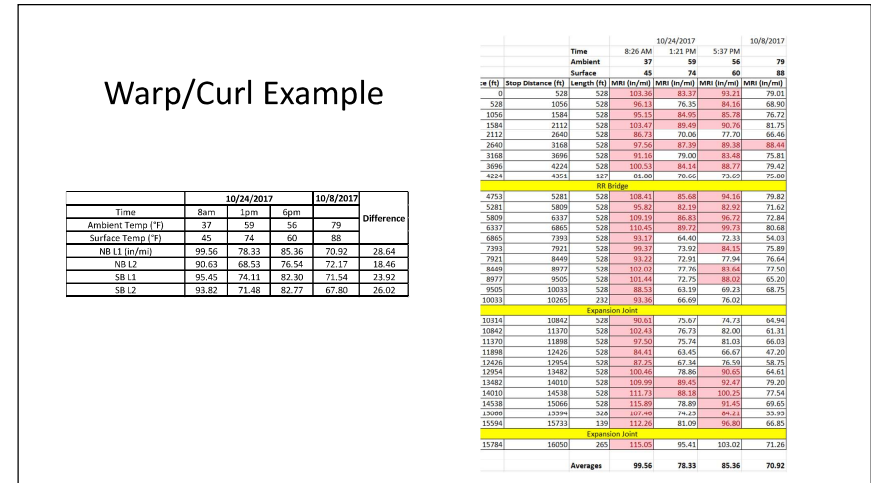 Warp/Curl Example
10/24/2017 10/8/2017 Difference
Time 8am 1pm 6pm
Ambient Temp (°F) 37 59 56 79
Surface Temp (°F) 45 74 60 88
NB L1 (in/mi) 99.56 78.33 85.36 70.92 28.64
NB L2 90.63 68.53 76.54 72.17 18.46
SB L1 95.45 74.11 82.30 71.54 23.92
SB L2 93.82 71.48 82.77 67.80 26.02
10/24/2017 10/8/2017
Time 8:26 AM 1:21 PM 5:37 PM
Ambient 37 59 56 79
Surface 45 74 60 88
ce (ft) Stop Distance (ft) Length (ft) MRI (in/mi) MRI (in/mi) MRI (in/mi) MRI (in/mi)
0 528 528 103.36 83.37 93.21 79.01
528 1056 528 96.13 76.35 84.16 68.90
1056 1584 528 95.15 84.95 85.78 76.72
1584 2112 528 103.47 89.49 90.76 81.75
2112 2640 528 86.73 70.06 77.70 66.46
2640 3168 528 97.56 87.39 89.38 88.44
3168 3696 528 91.16 79.00 83.48 75.81
3696 4224 528 100.53 84.14 88.77 79.42
4224 4351 127 81.00 70.66 73.69 75.00
RR Bridge
4753 5281 528 108.41 85.68 94.16 79.82
5281 5809 528 95.82 82.19 82.92 71.62
5809 6337 528 109.19 86.83 96.72 72.84
6337 6865 528 110.45 89.72 99.73 80.68
6865 7393 528 93.17 64.40 72.33 54.03
7393 7921 528 99.37 73.92 84.15 75.89
7921 8449 528 93.22 72.91 77.94 76.64
8449 8977 528 102.02 77.76 83.64 77.50
8977 9505 528 101.44 72.75 88.02 65.20
9505 10033 528 88.53 63.19 69.23 68.75
10033 10265 232 93.36 66.69 76.02
Expansion Joint
10314 10842 528 90.61 75.67 74.73 64.94
10842 11370 528 102.43 76.73 82.00 61.31
11370 11898 528 97.50 75.74 81.03 66.03
11898 12426 528 84.41 63.45 66.67 47.20
12426 12954 528 87.25 67.34 76.59 58.75
12954 13482 528 100.46 78.86 90.65 64.61
13482 14010 528 109.99 89.45 92.47 79.20
14010 14538 528 111.73 88.18 100.25 77.54
14538 15066 528 115.89 78.89 91.45 69.65
15066 15594 528 107.46 74.23 84.21
15594 15733 139 112.26 81.09 96.80 66.85
Expansion Joint
15784 16050 265 115.05 95.41 103.02 71.26
Averages 99.56 78.33 85.36 70.92